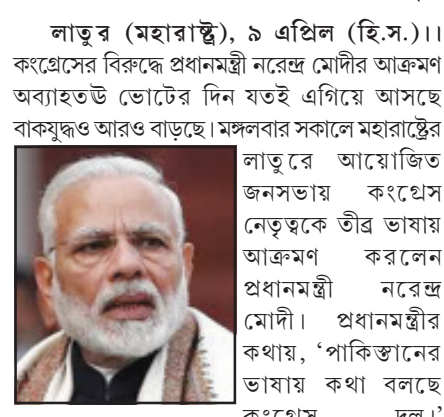 লাতুর (মহারাষ্ট্র), ৯ এপ্রিল (হি.স.)।।
কংগ্রেসের বিরুদ্ধে প্রধানমন্ত্রী নরেন্দ্র মোদীর আক্রমণ
অব্যাহতউ ভোটের দিন যতই এগিয়ে আসছে
বাকযুদ্ধও আরও বাড়ছে। মঙ্গলবার সকালে মহারাষ্ট্রের
লাতুরে আয়োজিত
জনসভায় কংগ্রেস
নেতৃত্বকে তীব্র ভাষায়
আক্রমণ করলেন
প্রধানমন্ত্রী নরেন্দ্র
মোদী। প্রধানমন্ত্রীর
কথায়, ‘পাকিস্তানের
ভাষায় কথা বলছে
কংগ্রেস দল।’